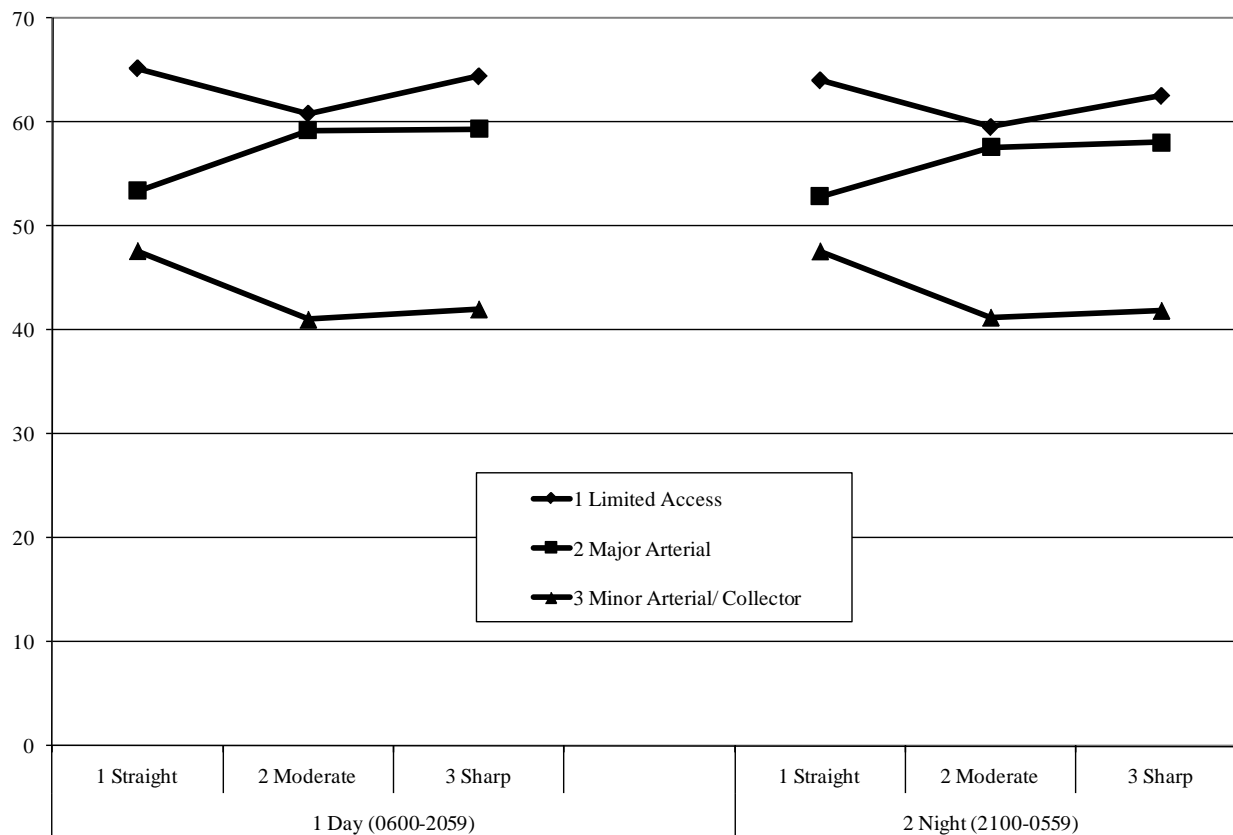 70
60
50
40
30
20
10
0
1 Limited Access
2 Major Arterial
3 Minor Arterial/ Collector
1 Straight 2 Moderate 3 Sharp 1 Straight 2 Moderate 3 Sharp
1 Day (0600-2059) 2 Night (2100-0559)